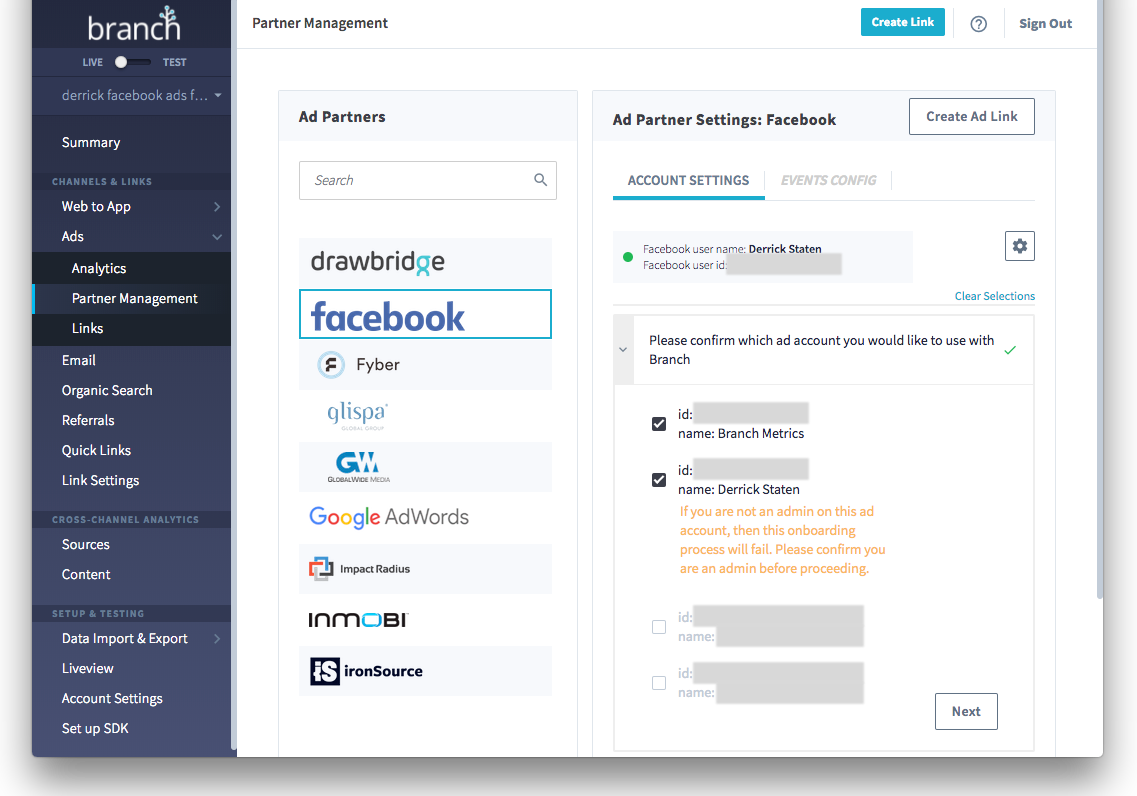 branch
LIVE TEST
derrick facebook ads f...
Summary
CHANNELS & LINKS
Web to App
Ads
Analytics
Partner Management
Links
Email
Organic Search
Referrals
Quick Links
Link Settings
CROSS-CHANNEL ANALYTICS
Sources
Content
SETUP & TESTING
Data Import & Export
Liveview
Account Settings
Set up SDK
Partner Management
Create Link
?
Sign Out
Ad Partners
Search
drawbridge
facebook
Fyber
glispa
GLOBAL GROUP
GW
GLOBALWIDE MEDIA
Google AdWords
Impact Radius
INMOBI
iS ironSource
Ad Partner Settings: Facebook
Create Ad Link
ACCOUNT SETTINGS
EVENTS CONFIG
Facebook user name: Derrick Staten
Facebook user id:
Clear Selections
Please confirm which ad account you would like to use with
Branch
id:
name: Branch Metrics
id:
name: Derrick Staten
If you are not an admin on this ad
account, then this onboarding
process will fail. Please confirm you
are an admin before proceeding.
id:
name:
id:
name:
Next